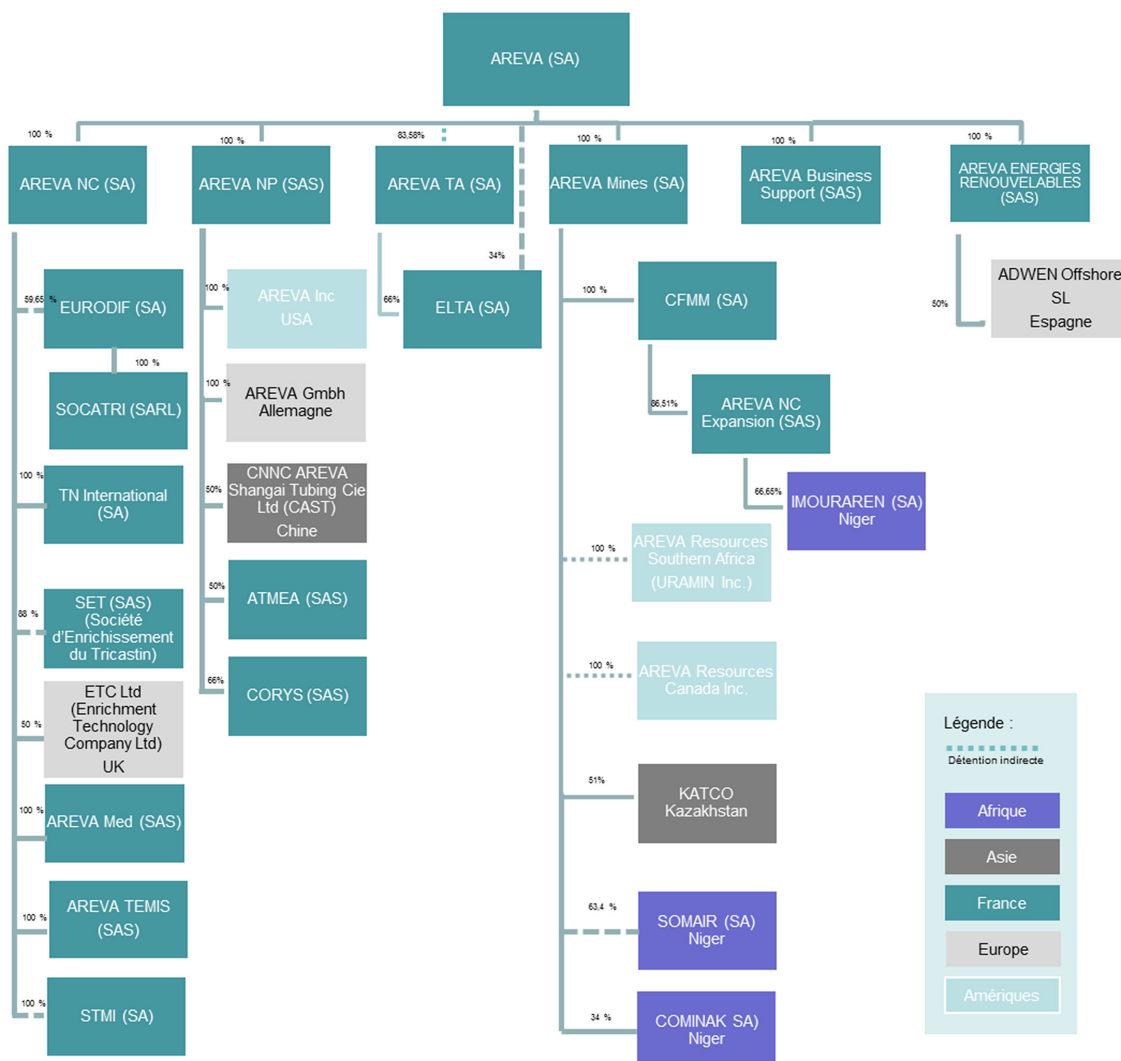 AREVA (SA)
100 %
AREVA NC (SA)
100 %
AREVA NP (SAS)
83,58%
AREVA TA (SA)
100 %
AREVA Mines (SA)
100 %
AREVA Business
Support (SAS)
100 %
AREVA ENERGIES
RENOUVELABLES
(SAS)
59,65 %
EURODIF (SA)
100 %
SOCATRI (SARL)
100 %
TN International
(SA)
88 %
SET (SAS)
(Société
d'Enrichissement
du Tricastin)
50 %
ETC Ltd
(Enrichment
Technology
Company Ltd)
UK
100 %
AREVA Med (SAS)
100 %
AREVA TEMIS
(SAS)
100 %
STMI (SA)
100 %
AREVA Inc
USA
100 %
AREVA Gmbh
Allemagne
50%
CNNC AREVA
Shangai Tubing Cie
Ltd (CAST)
Chine
50%
ATMEA (SAS)
66%
CORYS (SAS)
66%
34%
ELTA (SA)
100 %
CFMM (SA)
86,51%
AREVA NC
Expansion (SAS)
66,65%
IMOURAREN (SA)
Niger
100 %
AREVA Resources
Southern Africa
(URAMIN Inc.)
100 %
AREVA Resources
Canada Inc.
51%
KATCO
Kazakhstan
63,4 %
SOMAIR (SA)
Niger
34 %
COMINAK SA)
Niger
50%
ADWEN Offshore
SL
Espagne
Légende :
Détention indirecte
Afrique
Asie
France
Europe
Amériques